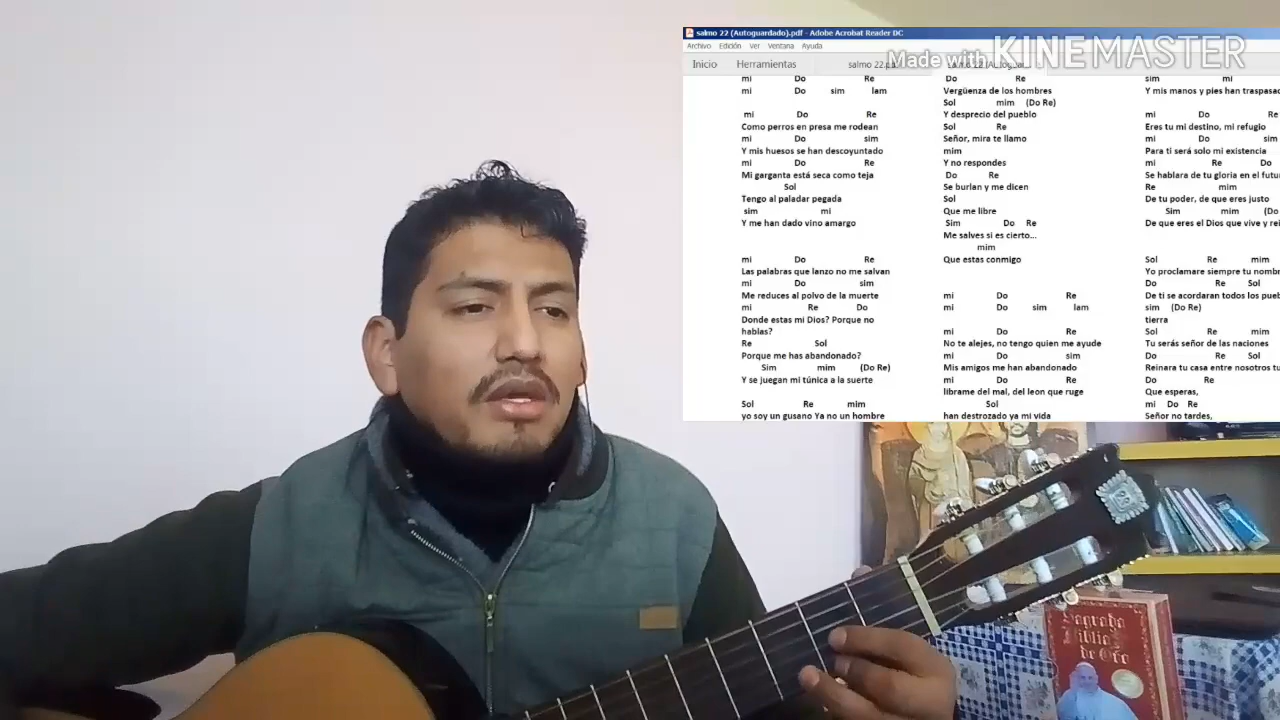 salmo 22 (Autoguardado).pdf - Adobe Acrobat Reader DC
Archivo Edición Ver Ventana Ayuda
Made with KINEMASTER
Inicio Herramientas salmo 22.pdf
mi Do Re
mi Do sim lam
mi Do Re
Como perros en presa me rodean
mi Do sim
Y mis huesos se han descoyuntado
mi Do Re
Mi garganta está seca como teja
Sol
Tengo al paladar pegada
sim mi
Y me han dado vino amargo
mi Do Re
Las palabras que lanzo no me salvan
mi Do sim
Me reduces al polvo de la muerte
mi Re Do
Donde estas mi Dios? Porque no
hablas?
Re Sol
Porque me has abandonado?
Sim mim (Do Re)
Y se juegan mi túnica a la suerte
Sol Re mim
yo soy un gusano Ya no un hombre
Do Re
Vergüenza de los hombres
Sol mim (Do Re)
Y desprecio del pueblo
Sol Re
Señor, mira te llamo
mim
Y no respondes
Do Re
Se burlan y me dicen
Sol
Que me libre
Sim Do Re
Me salves si es cierto...
mim
Que estas conmigo
mi Do Re
mi Do sim lam
mi Do Re
No te alejes, no tengo quien me ayude
mi Do sim
Mis amigos me han abandonado
mi Do Re
librame del mal, del leon que ruge
Sol
han destrozado ya mi vida
sim mi
Y mis manos y pies han traspasad
mi Do Re
Eres tu mi destino, mi refugio
mi Do sim
Para ti será solo mi existencia
mi Re Do
Se hablara de tu gloria en el futu
Re mim
De tu poder, de que eres justo
Sim mim (Do
De que eres el Dios que vive y rei
Sol Re mim
Yo proclamare siempre tu nomb
Do Re Sol
De ti se acordaran todos los pueb
sim (Do Re)
tierra
Sol Re mim
Tu serás señor de las naciones
Do Re Sol
Reinara tu casa entre nosotros tu
Do Re
Que esperas,
mi Do Re
Señor no tardes,
Sagrada
Biblia
de Oro